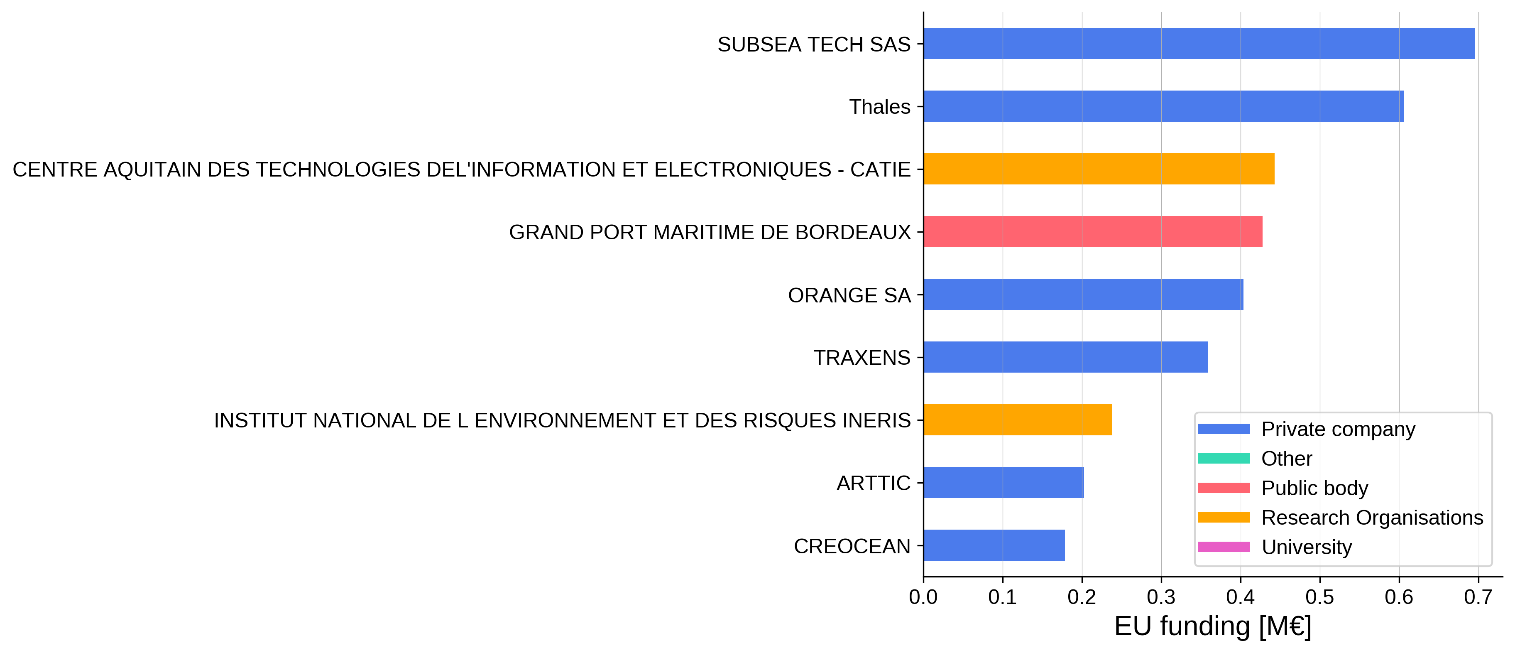 SUBSEA TECH SAS
Thales
CENTRE AQUITAIN DES TECHNOLOGIES DEL'INFORMATION ET ELECTRONIQUES - CATIE
GRAND PORT MARITIME DE BORDEAUX
ORANGE SA
TRAXENS
INSTITUT NATIONAL DE L ENVIRONNEMENT ET DES RISQUES INERIS
ARTTIC
CREOCEAN
Private company
Other
Public body
Research Organisations
University
0.0 0.1 0.2 0.3 0.4 0.5 0.6 0.7
EU funding [M€]